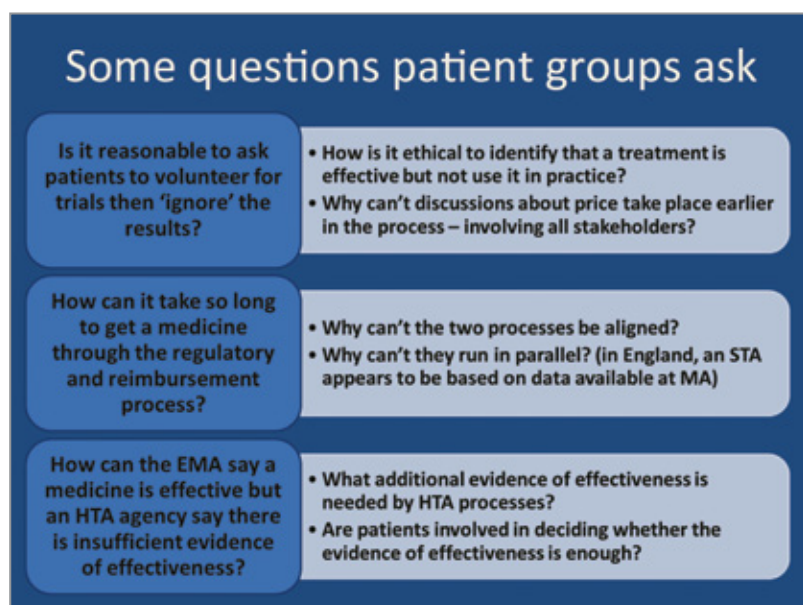 Some questions patient groups ask
Is it reasonable to ask
patients to volunteer for
trials then ‘ignore’ the
results?
• How is it ethical to identify that a treatment is
effective but not use it in practice?
• Why can’t discussions about price take place earlier
in the process – involving all stakeholders?
How can it take so long
to get a medicine
through the regulatory
and reimbursement
process?
• Why can’t the two processes be aligned?
• Why can’t they run in parallel? (in England, an STA
appears to be based on data available at MA)
How can the EMA say a
medicine is effective but
an HTA agency say there
is insufficient evidence
of effectiveness?
• What additional evidence of effectiveness is
needed by HTA processes?
• Are patients involved in deciding whether the
evidence of effectiveness is enough?